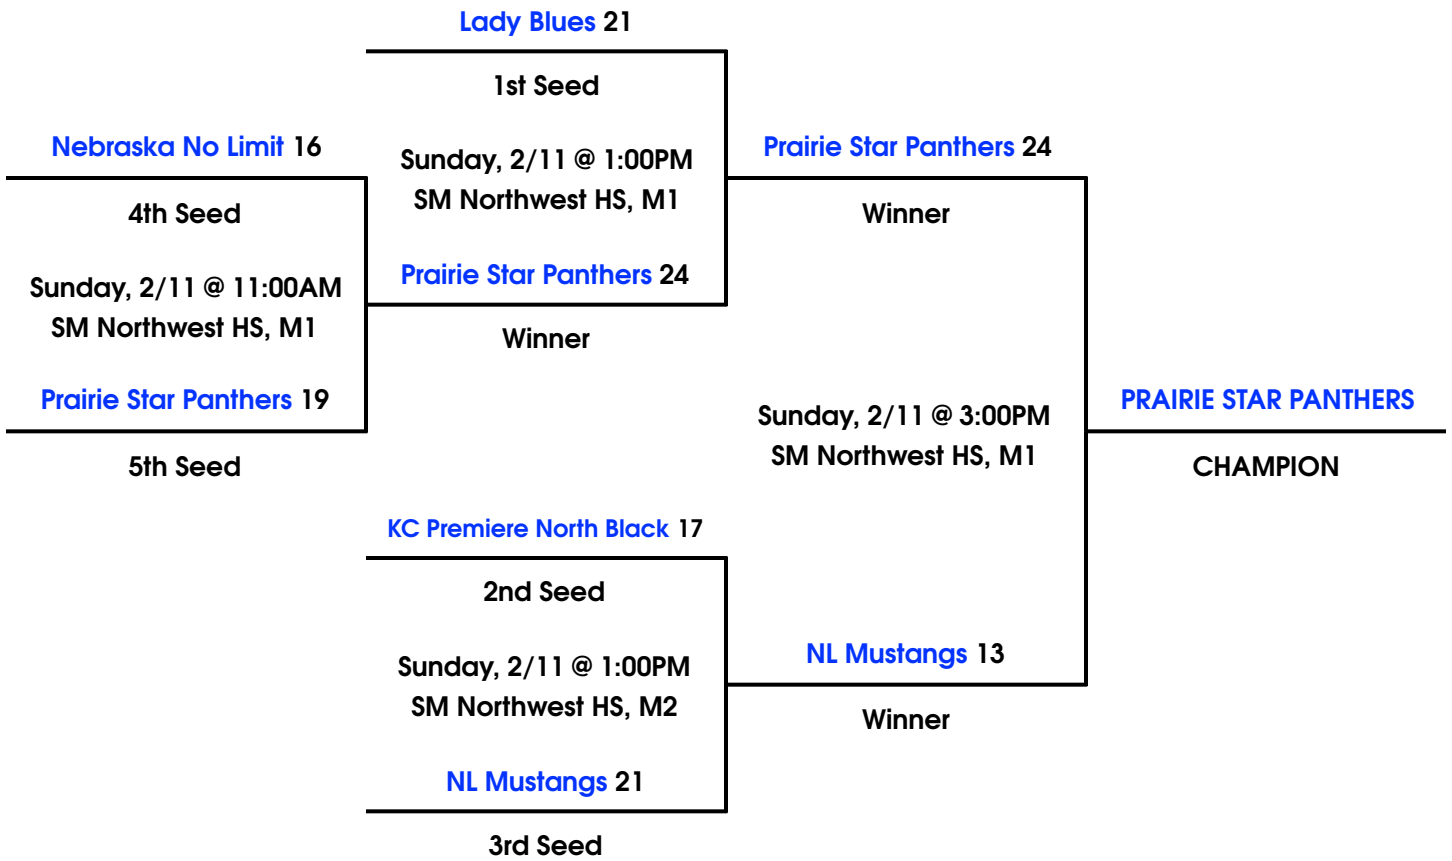 Lady Blues 21
1st Seed
Nebraska No Limit 16
Sunday, 2/11 @ 1:00PM
SM Northwest HS, M1
Prairie Star Panthers 24
4th Seed
Winner
Sunday, 2/11 @ 11:00AM
SM Northwest HS, M1
Prairie Star Panthers 24
Winner
Prairie Star Panthers 19
5th Seed
Sunday, 2/11 @ 3:00PM
SM Northwest HS, M1
PRAIRIE STAR PANTHERS
CHAMPION
KC Premiere North Black 17
2nd Seed
Sunday, 2/11 @ 1:00PM
SM Northwest HS, M2
NL Mustangs 13
Winner
NL Mustangs 21
3rd Seed